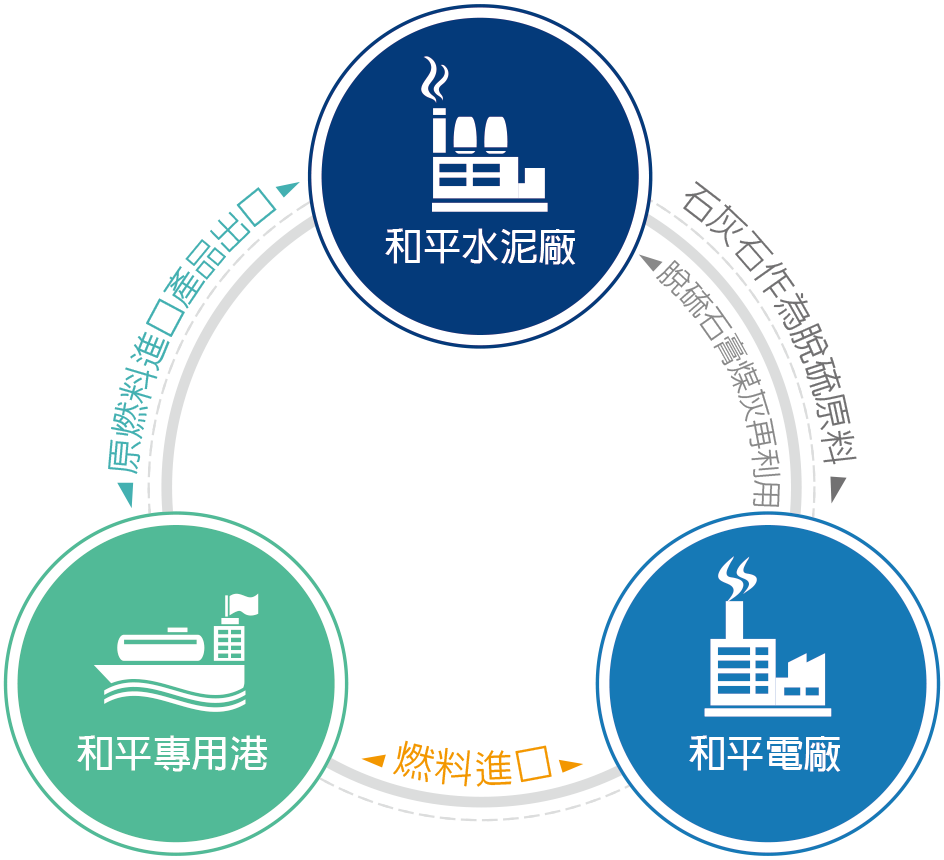 和平水泥廠
原燃料進口產品出口
石灰石作為脫硫原料
脫硫石膏煤灰再利用
和平專用港
燃料進口
和平電廠